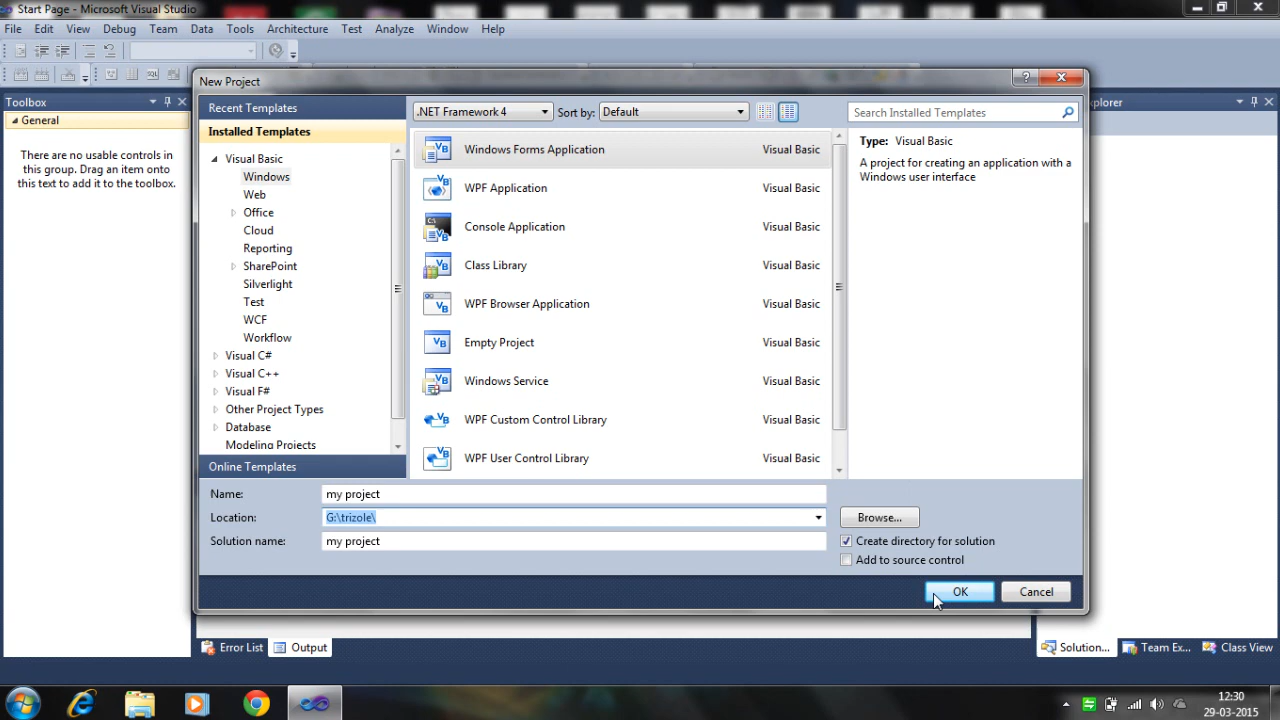 Start Page - Microsoft Visual Studio
File Edit View Debug Team Data Tools Architecture Test Analyze Window Help
New Project
Toolbox
General
There are no usable controls in
this group. Drag an item onto
this text to add it to the toolbox.
Recent Templates
Installed Templates
Visual Basic
Windows
Web
Office
Cloud
Reporting
SharePoint
Silverlight
Test
WCF
Workflow
Visual C#
Visual C++
Visual F#
Other Project Types
Database
Modeling Projects
Online Templates
.NET Framework 4 Sort by: Default
Windows Forms Application Visual Basic
WPF Application Visual Basic
Console Application Visual Basic
Class Library Visual Basic
WPF Browser Application Visual Basic
Empty Project Visual Basic
Windows Service Visual Basic
WPF Custom Control Library Visual Basic
WPF User Control Library Visual Basic
Search Installed Templates
Type: Visual Basic
A project for creating an application with a
Windows user interface
xplorer
Name: my project
Location: G:\trizole\ Browse...
Solution name: my project
Create directory for solution
Add to source control
OK Cancel
Error List Output
Solution... Team Ex... Class View
12:30
29-03-2015